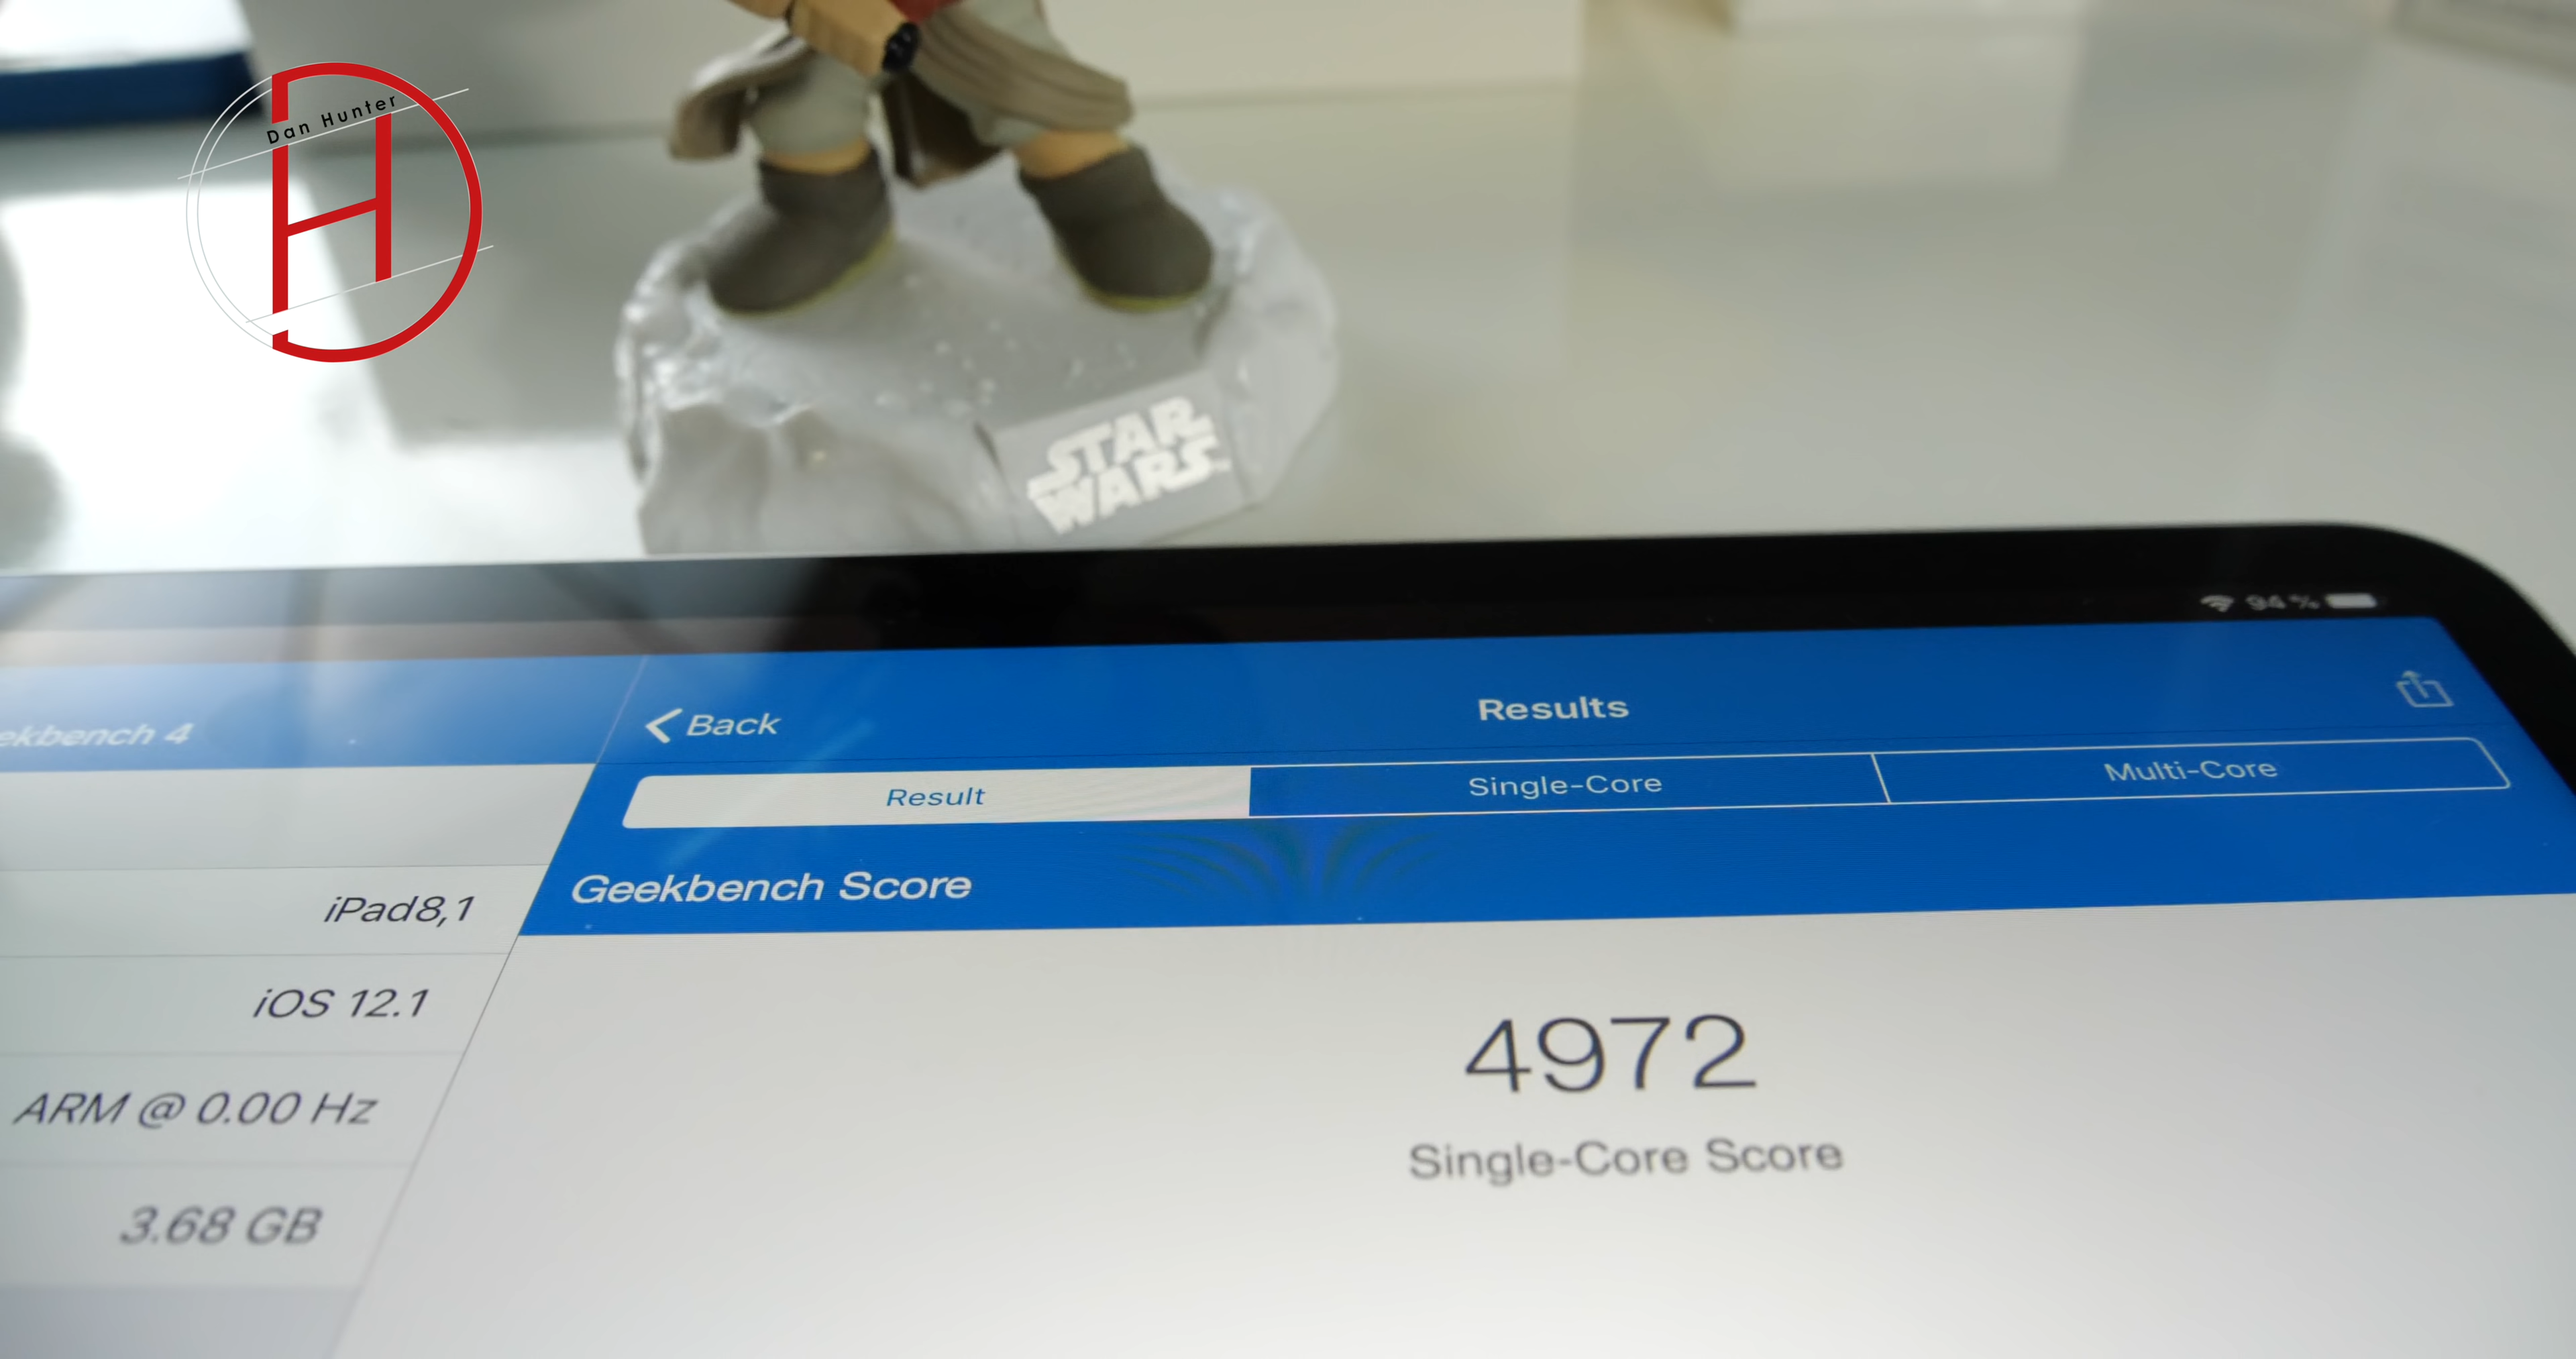 Dan Hunter
STAR
WARS
94 %
ekbench 4
Back
Results
Result
Single-Core
Multi-Core
Geekbench Score
iPad8,1
iOS 12.1
ARM @ 0.00 Hz
3.68 GB
4972
Single-Core Score